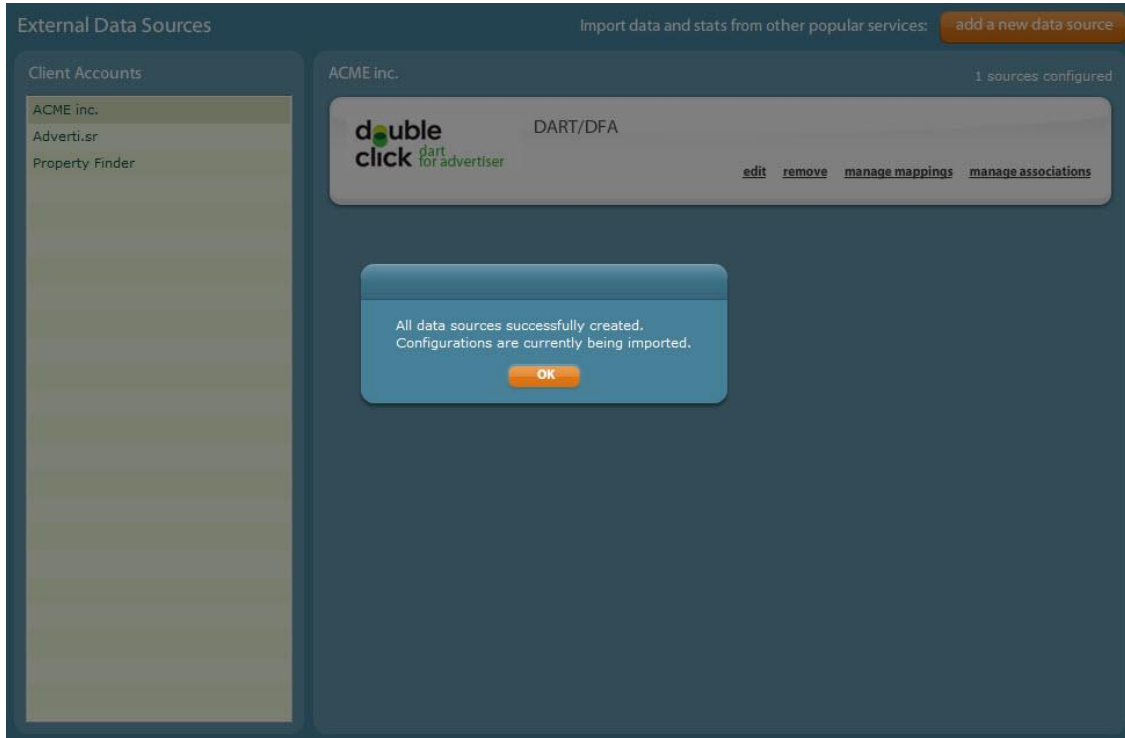 External Data Sources
Import data and stats from other popular services:
add a new data source
Client Accounts
ACME inc.
Adverti.sr
Property Finder
ACME inc.
1 sources configured
double
click dart
for advertiser
DART/DFA
edit remove manage mappings manage associations
All data sources successfully created.
Configurations are currently being imported.
OK